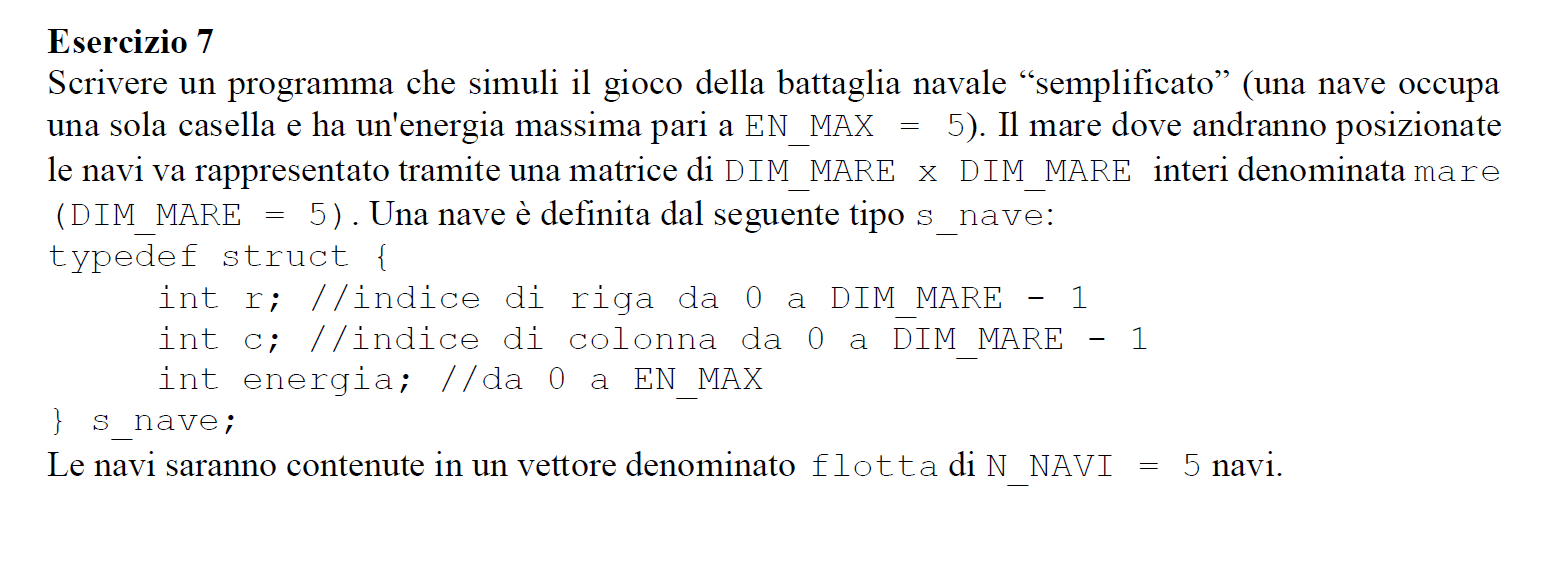 Esercizio 7
Scrivere un programma che simuli il gioco della battaglia navale “semplificato” (una nave occupa
una sola casella e ha un'energia massima pari a EN_MAX = 5). Il mare dove andranno posizionate
le navi va rappresentato tramite una matrice di DIM_MARE x DIM_MARE interi denominata mare
(DIM_MARE = 5). Una nave è definita dal seguente tipo s_nave:
typedef struct {
int r; //indice di riga da 0 a DIM_MARE - 1
int c; //indice di colonna da 0 a DIM_MARE - 1
int energia; //da 0 a EN_MAX
} s_nave;
Le navi saranno contenute in un vettore denominato flotta di N_NAVI = 5 navi.